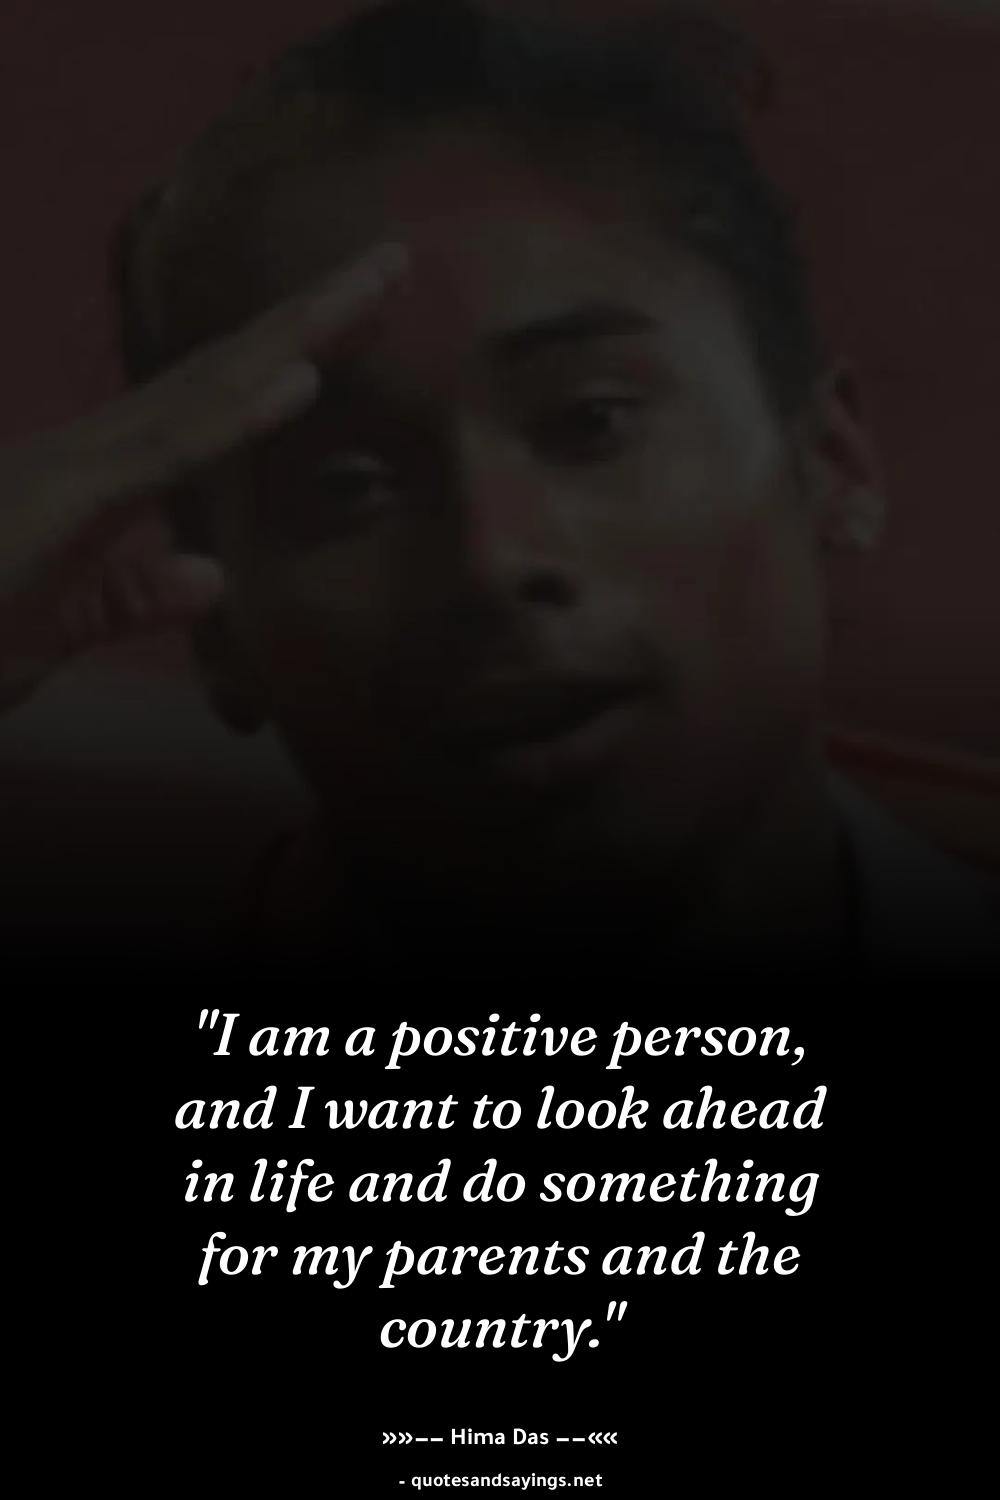 "I am a positive person,
and I want to look ahead
in life and do something
for my parents and the
country."
»»–– Hima Das ––««
- quotesandsayings.net